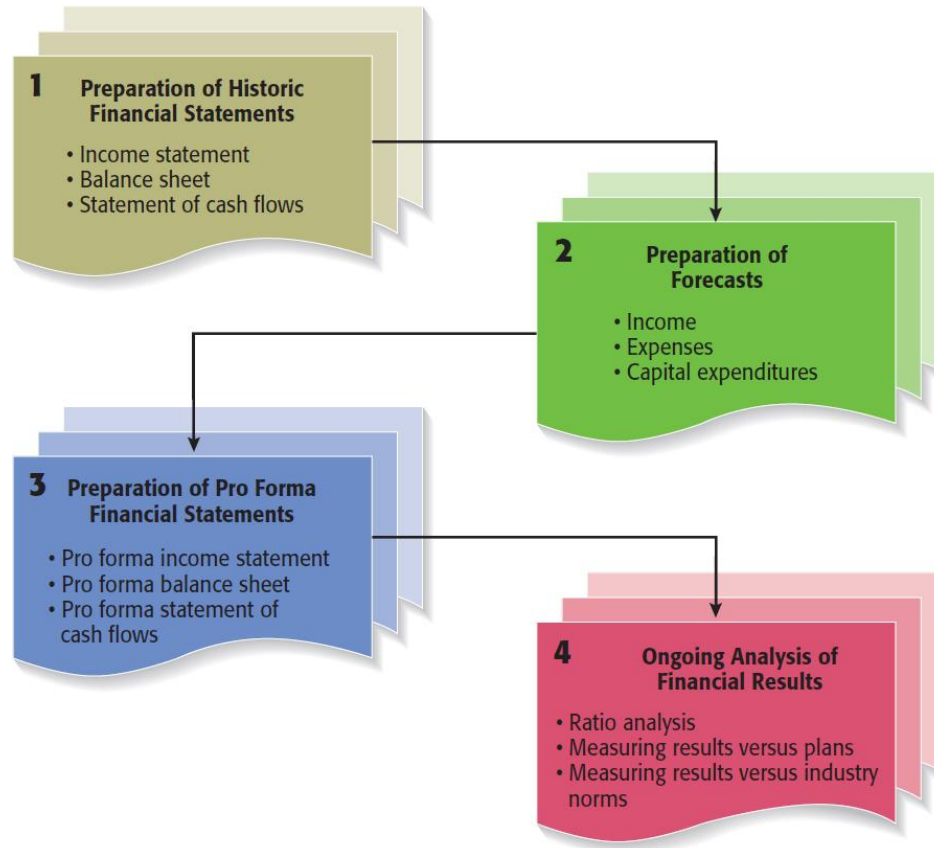 1 Preparation of Historic
Financial Statements
• Income statement
• Balance sheet
• Statement of cash flows
2 Preparation of
Forecasts
• Income
• Expenses
• Capital expenditures
3 Preparation of Pro Forma
Financial Statements
• Pro forma income statement
• Pro forma balance sheet
• Pro forma statement of
cash flows
4 Ongoing Analysis of
Financial Results
• Ratio analysis
• Measuring results versus plans
• Measuring results versus industry
norms